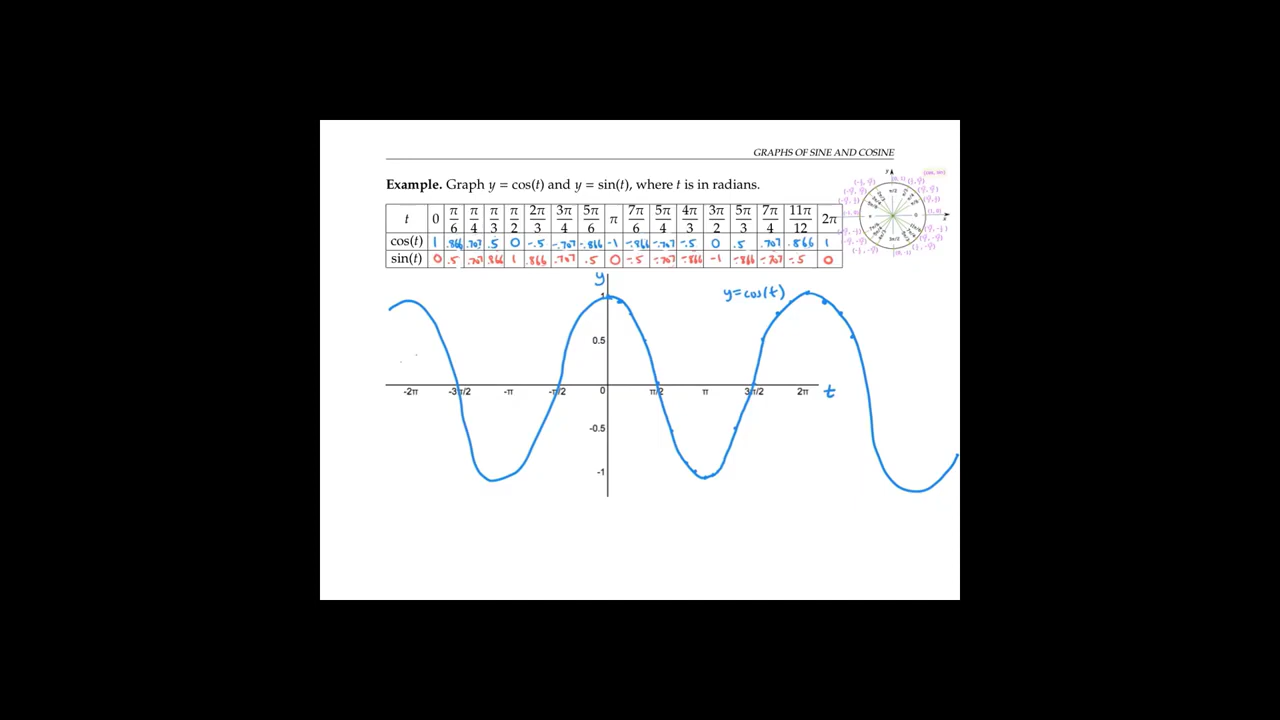 GRAPHS OF SINE AND COSINE
Example. Graph y = cos(t) and y = sin(t), where t is in radians.
t 0 π/6 π/4 π/3 π/2 2π/3 3π/4 5π/6 π 7π/6 5π/4 4π/3 3π/2 5π/3 7π/4 11π/12 2π
cos(t) 1 .866 .707 .5 0 -.5 -.707 -.866 -1 -.866 -.707 -.5 0 .5 .707 .866 1
sin(t) 0 .5 .707 .866 1 .866 .707 .5 0 -.5 -.707 -.866 -1 -.866 -.707 -.5 0
y
y=cos(t)
1
0.5
-2π -3π/2 -π -π/2 0 π/2 π 3π/2 2π t
-0.5
-1